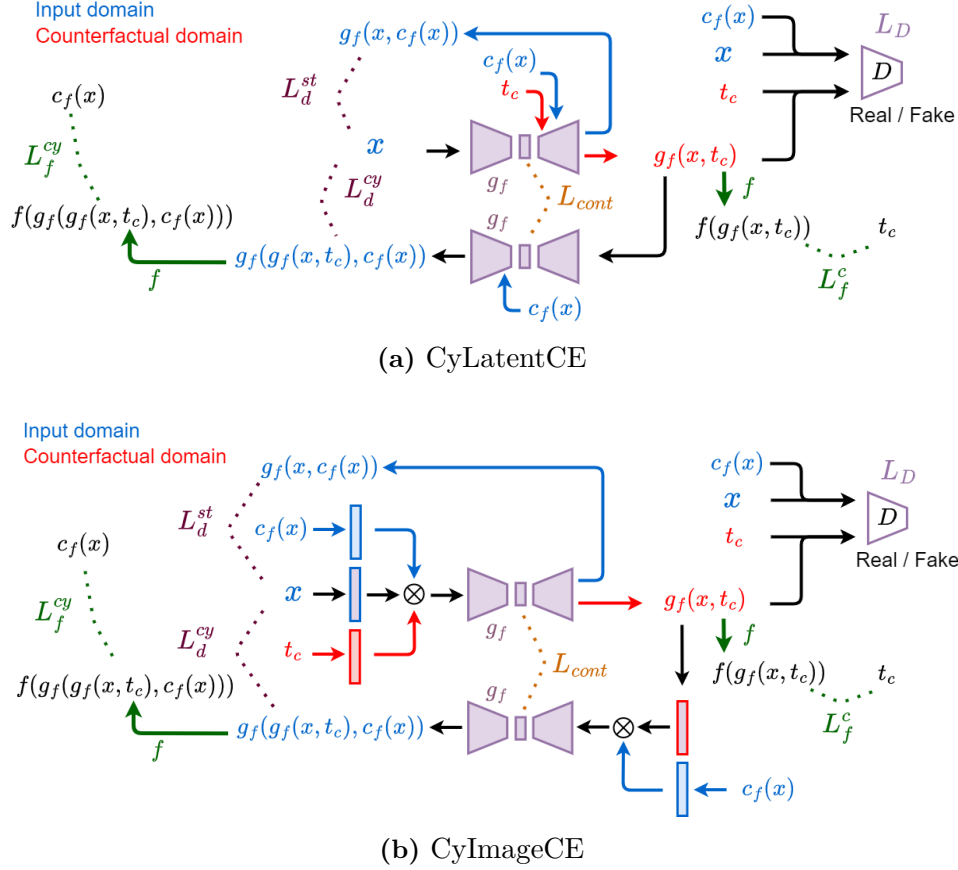 Input domain
Counterfactual domain
g_f(x, c_f(x))
c_f(x)
t_c
L_d^{st}
x
L_d^{cy}
c_f(x)
L_f^{cy}
f(g_f(g_f(x, t_c), c_f(x)))
f
g_f(g_f(x, t_c), c_f(x))
g_f
L_{cont}
g_f
c_f(x)
g_f(x, t_c)
f
f(g_f(x, t_c))
t_c
L_f^c
c_f(x)
x
t_c
L_D
D
Real / Fake
(a) CyLatentCE
Input domain
Counterfactual domain
g_f(x, c_f(x))
L_d^{st}
c_f(x)
x
t_c
L_d^{cy}
c_f(x)
L_f^{cy}
f(g_f(g_f(x, t_c), c_f(x)))
f
g_f(g_f(x, t_c), c_f(x))
⊗
g_f
L_{cont}
g_f
⊗
c_f(x)
g_f(x, t_c)
f
f(g_f(x, t_c))
t_c
L_f^c
c_f(x)
x
t_c
L_D
D
Real / Fake
(b) CyImageCE